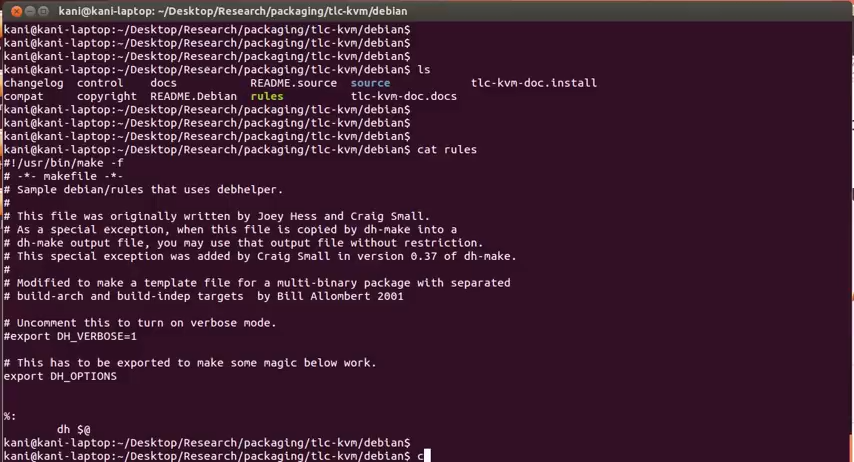 kani@kani-laptop: ~/Desktop/Research/packaging/tlc-kvm/debian
kani@kani-laptop:~/Desktop/Research/packaging/tlc-kvm/debian$
kani@kani-laptop:~/Desktop/Research/packaging/tlc-kvm/debian$
kani@kani-laptop:~/Desktop/Research/packaging/tlc-kvm/debian$
kani@kani-laptop:~/Desktop/Research/packaging/tlc-kvm/debian$ ls
changelog  control    docs           README.source  source           tlc-kvm-doc.install
compat     copyright  README.Debian  rules          tlc-kvm-doc.docs
kani@kani-laptop:~/Desktop/Research/packaging/tlc-kvm/debian$
kani@kani-laptop:~/Desktop/Research/packaging/tlc-kvm/debian$
kani@kani-laptop:~/Desktop/Research/packaging/tlc-kvm/debian$
kani@kani-laptop:~/Desktop/Research/packaging/tlc-kvm/debian$ cat rules
#!/usr/bin/make -f
# -*- makefile -*-
# Sample debian/rules that uses debhelper.
#
# This file was originally written by Joey Hess and Craig Small.
# As a special exception, when this file is copied by dh-make into a
# dh-make output file, you may use that output file without restriction.
# This special exception was added by Craig Small in version 0.37 of dh-make.
#
# Modified to make a template file for a multi-binary package with separated
# build-arch and build-indep targets  by Bill Allombert 2001

# Uncomment this to turn on verbose mode.
#export DH_VERBOSE=1

# This has to be exported to make some magic below work.
export DH_OPTIONS

%:
        dh $@
kani@kani-laptop:~/Desktop/Research/packaging/tlc-kvm/debian$
kani@kani-laptop:~/Desktop/Research/packaging/tlc-kvm/debian$ c